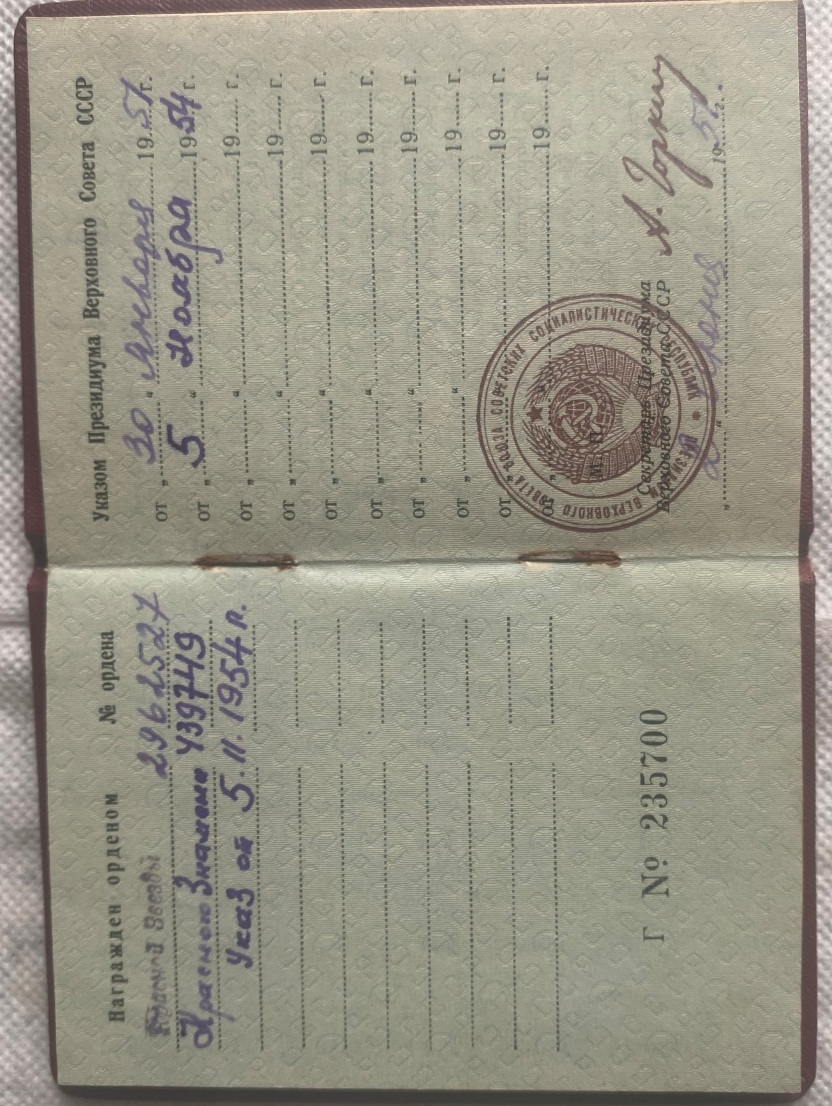 Награжден орденом № ордена
Красной Звезды 2962527
Красного Знамени 439749
Указ от 5.11.1954 г.
Г № 235700
Указом Президиума Верховного Совета СССР
от „30“ Января 1951 г.
от „5“ Ноября 1954 г.
от „ “ 19 г.
от „ “ 19 г.
от „ “ 19 г.
от „ “ 19 г.
от „ “ 19 г.
от „ “ 19 г.
от „ “ 19 г.
от „ “ 19 г.
ПРЕЗИДИУМ ВЕРХОВНОГО СОВЕТА СОЮЗА СОВЕТСКИХ СОЦИАЛИСТИЧЕСКИХ РЕСПУБЛИК
М. П.
Секретарь Президиума
Верховного Совета СССР А. Горкин
1951 г.